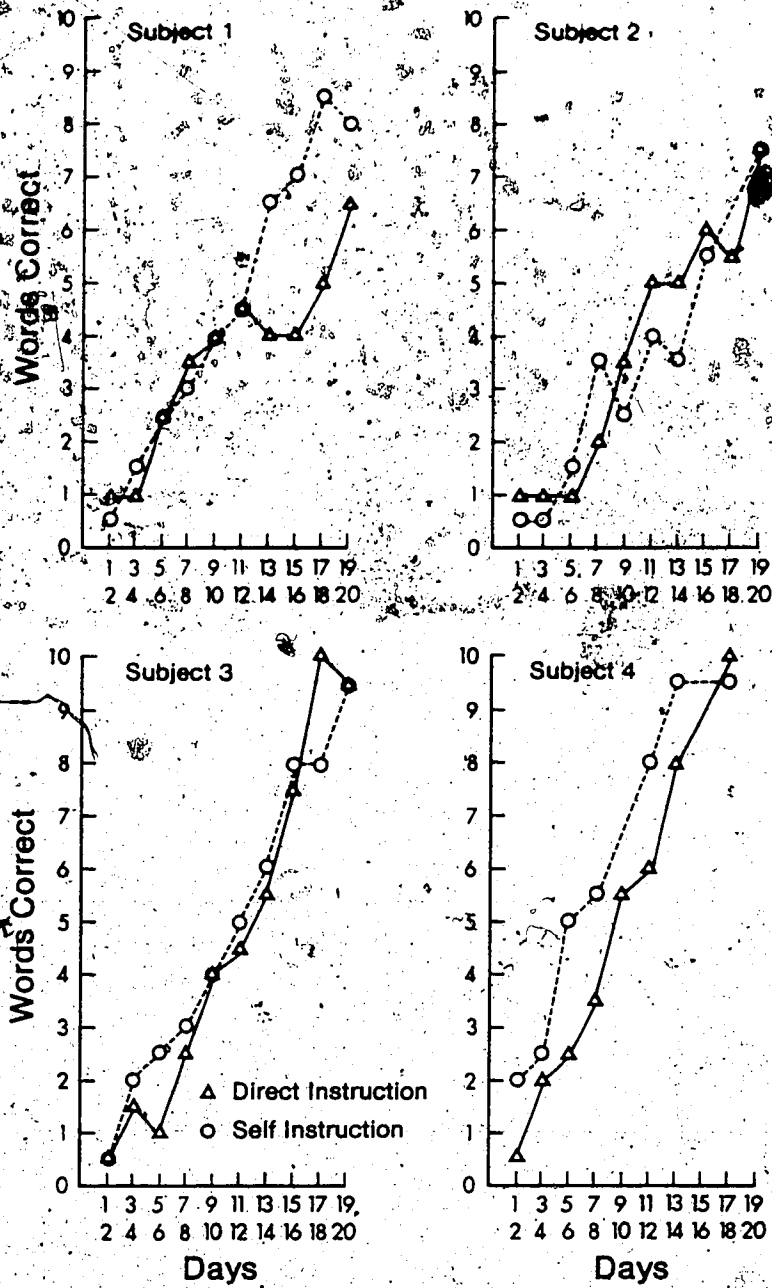 Subject 1
Words Correct
10
9
8
7
6
5
4
3
2
1
0
1 3 5 7 9 11 13 15 17 19
2 4 6 8 10 12 14 16 18 20
Subject 2
10
9
8
7
6
5
4
3
2
1
0
1 3 5 7 9 11 13 15 17 19
2 4 6 8 10 12 14 16 18 20
Subject 3
Words Correct
10
9
8
7
6
5
4
3
2
1
0
△ Direct Instruction
○ Self Instruction
1 3 5 7 9 11 13 15 17 19
2 4 6 8 10 12 14 16 18 20
Days
Subject 4
10
9
8
7
6
5
4
3
2
1
0
1 3 5 7 9 11 13 15 17 19
2 4 6 8 10 12 14 16 18 20
Days